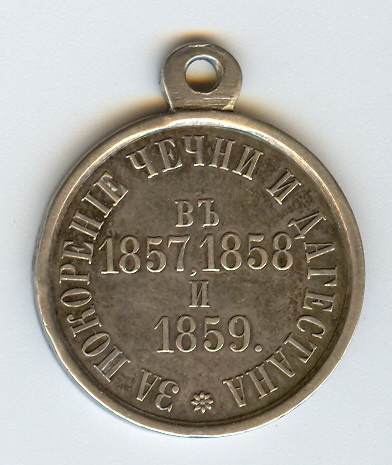 ЗА ПОКОРЕНІЕ ЧЕЧНИ И ДАГЕСТАНА
ВЪ
1857, 1858
И
1859.